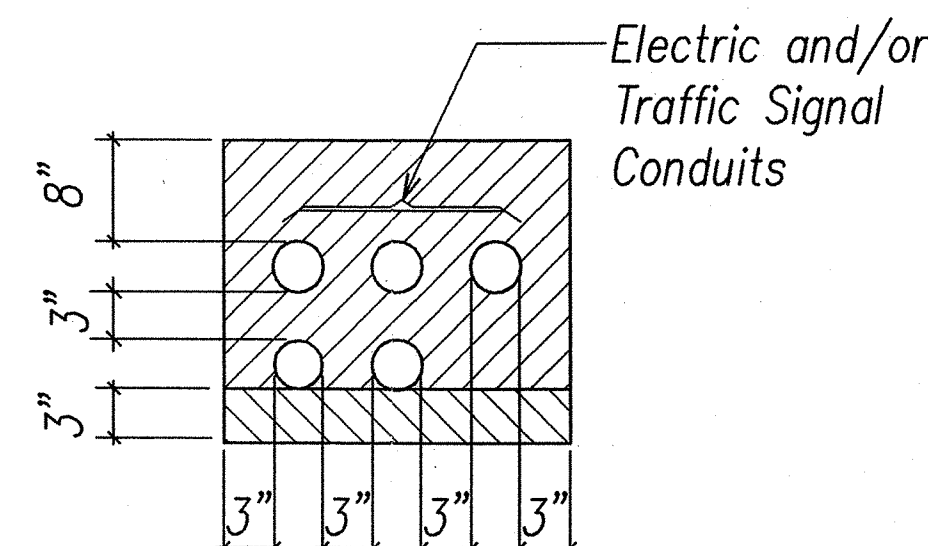 Electric and/or
Traffic Signal
Conduits
8"
3"
3"
3" 3" 3" 3"